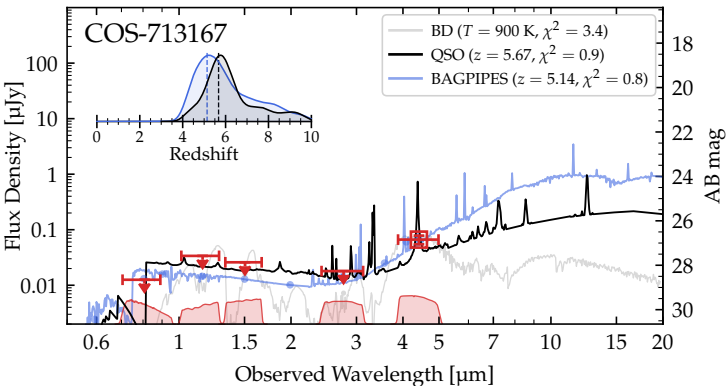 COS-713167
BD (T = 900 K, χ² = 3.4)
QSO (z = 5.67, χ² = 0.9)
BAGPIPES (z = 5.14, χ² = 0.8)
Flux Density [μJy]
100
10
1
0.1
0.01
0 2 4 6 8 10
Redshift
18
20
22
24
26
28
30
AB mag
0.6 1 1.5 2 3 4 5 10 15 20
Observed Wavelength [μm]